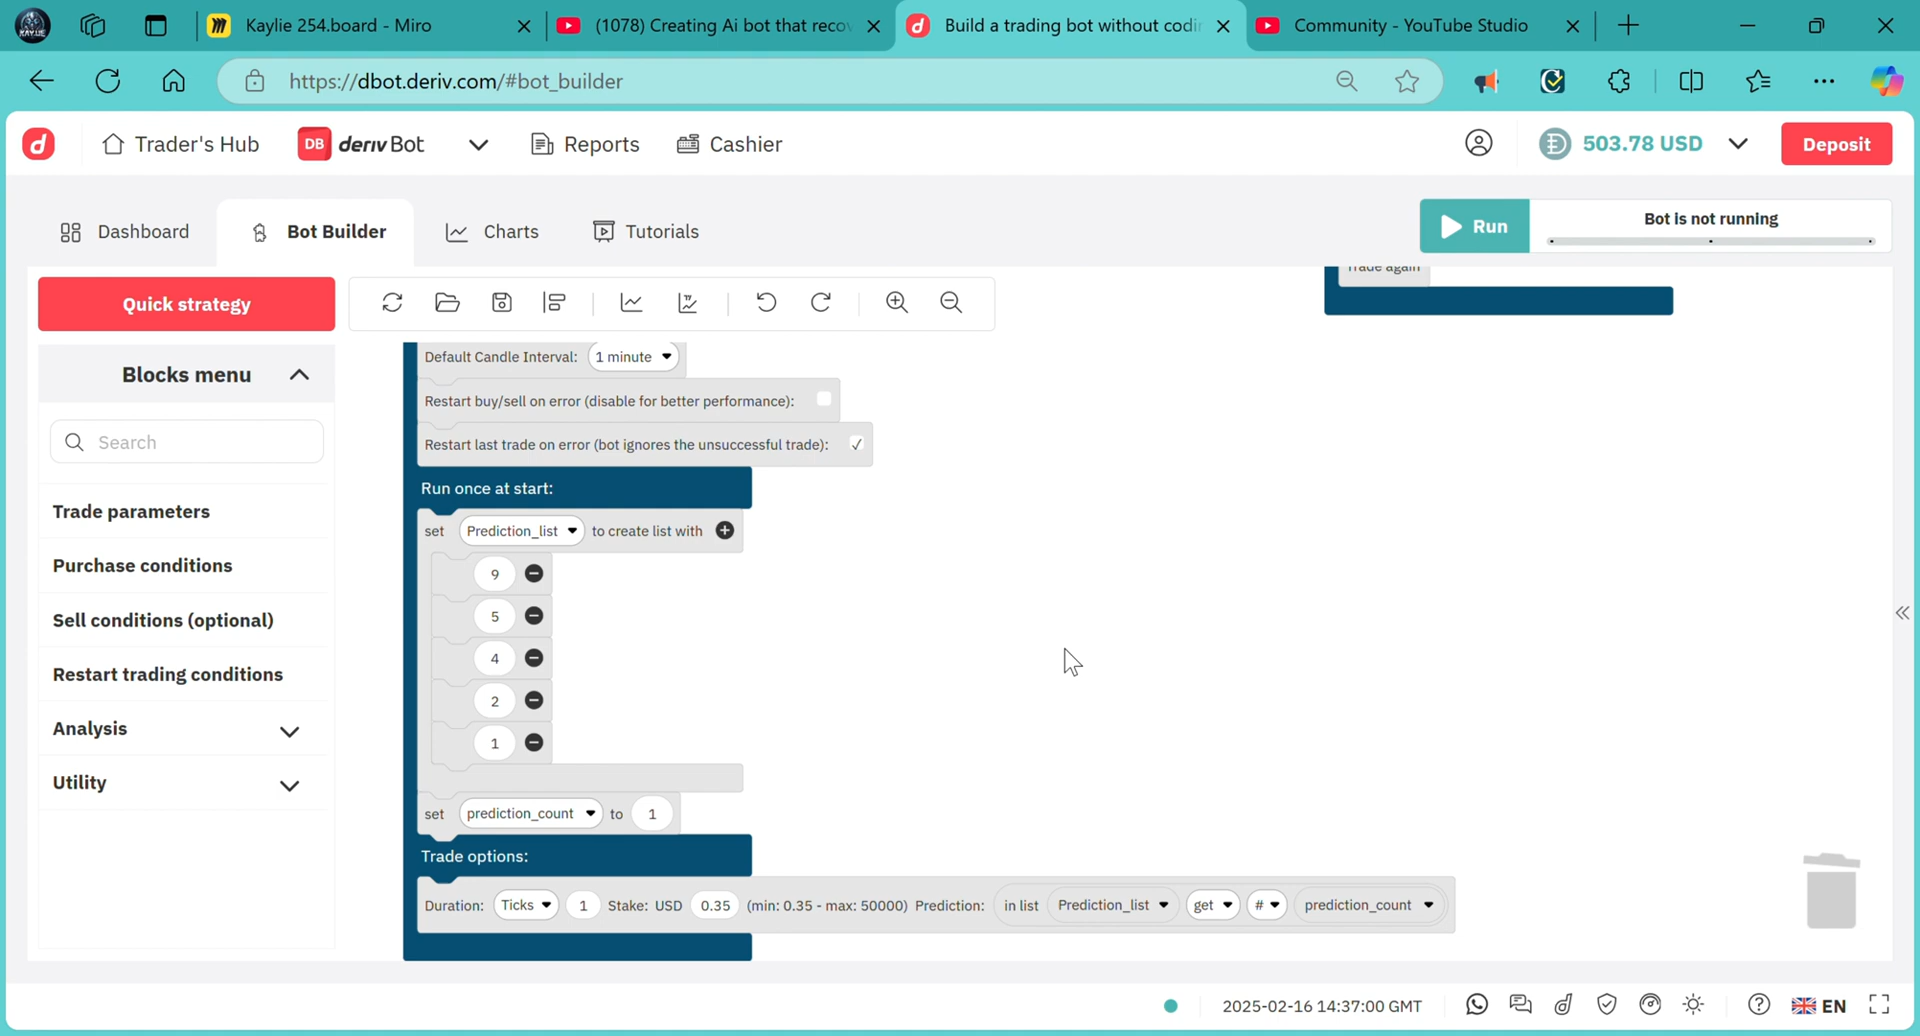 Kaylie 254.board - Miro
(1078) Creating Ai bot that recov
Build a trading bot without codin
Community - YouTube Studio
https://dbot.deriv.com/#bot_builder
Trader's Hub
DB deriv Bot
Reports
Cashier
503.78 USD
Deposit
Dashboard
Bot Builder
Charts
Tutorials
Run
Bot is not running
Trade again
Quick strategy
Blocks menu
Search
Trade parameters
Purchase conditions
Sell conditions (optional)
Restart trading conditions
Analysis
Utility
Default Candle Interval: 1 minute
Restart buy/sell on error (disable for better performance):
Restart last trade on error (bot ignores the unsuccessful trade):
Run once at start:
set Prediction_list to create list with
9
5
4
2
1
set prediction_count to 1
Trade options:
Duration: Ticks 1 Stake: USD 0.35 (min: 0.35 - max: 50000) Prediction: in list Prediction_list get # prediction_count
2025-02-16 14:37:00 GMT
EN